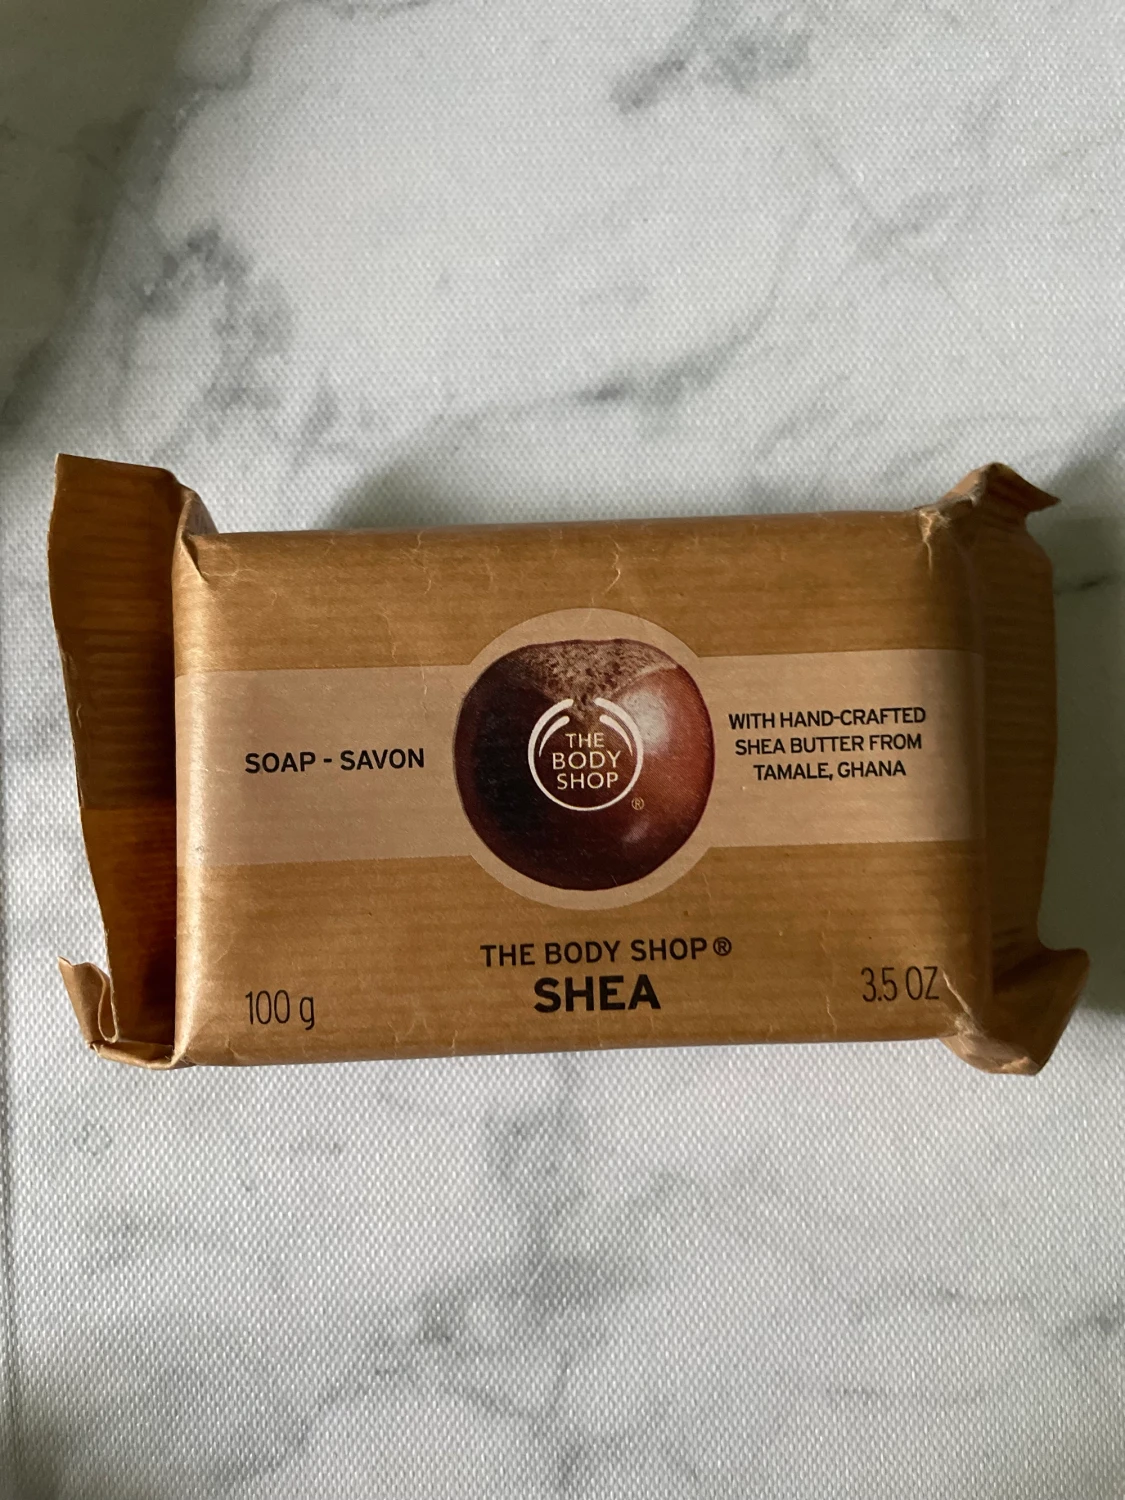 SOAP - SAVON
THE
BODY
SHOP
®
WITH HAND-CRAFTED
SHEA BUTTER FROM
TAMALE, GHANA
THE BODY SHOP®
SHEA
100 g
3.5 OZ